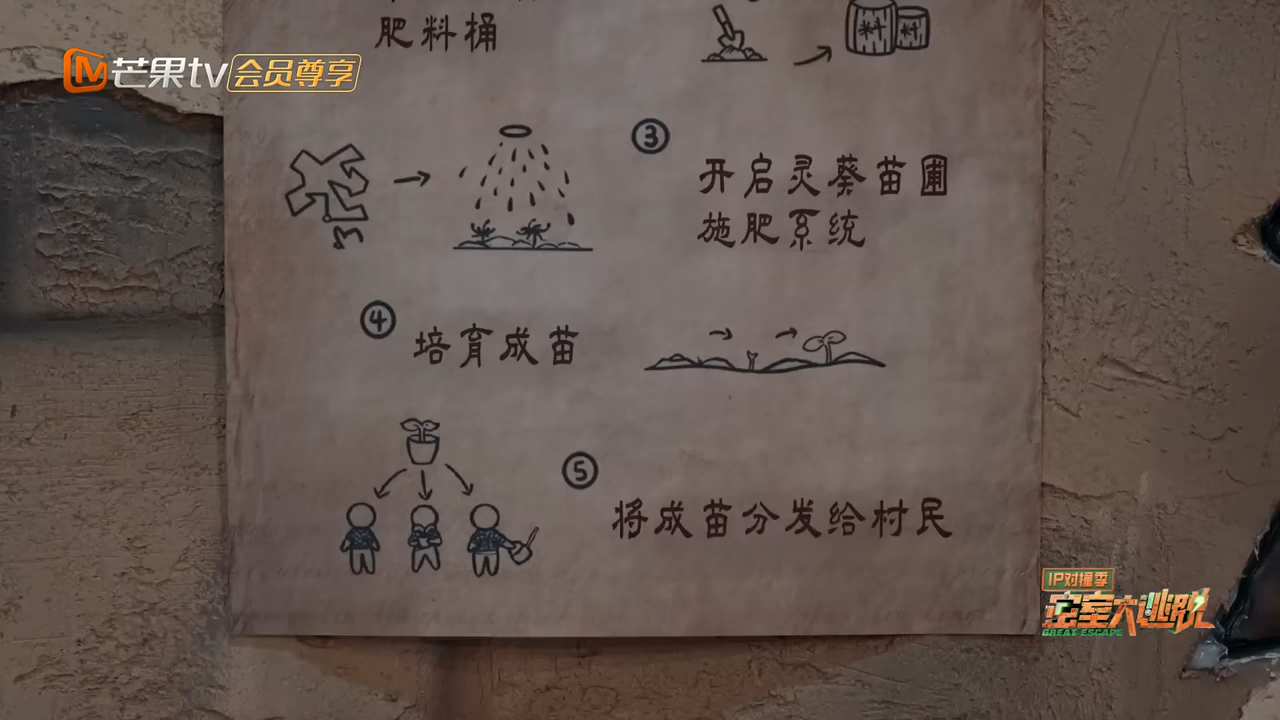 肥料桶
料
料
芒果tv会员尊享
③
开启灵葵苗圃
施肥系统
④
培育成苗
⑤
将成苗分发给村民
IP对撞季
密室大逃脱
GREAT ESCAPE